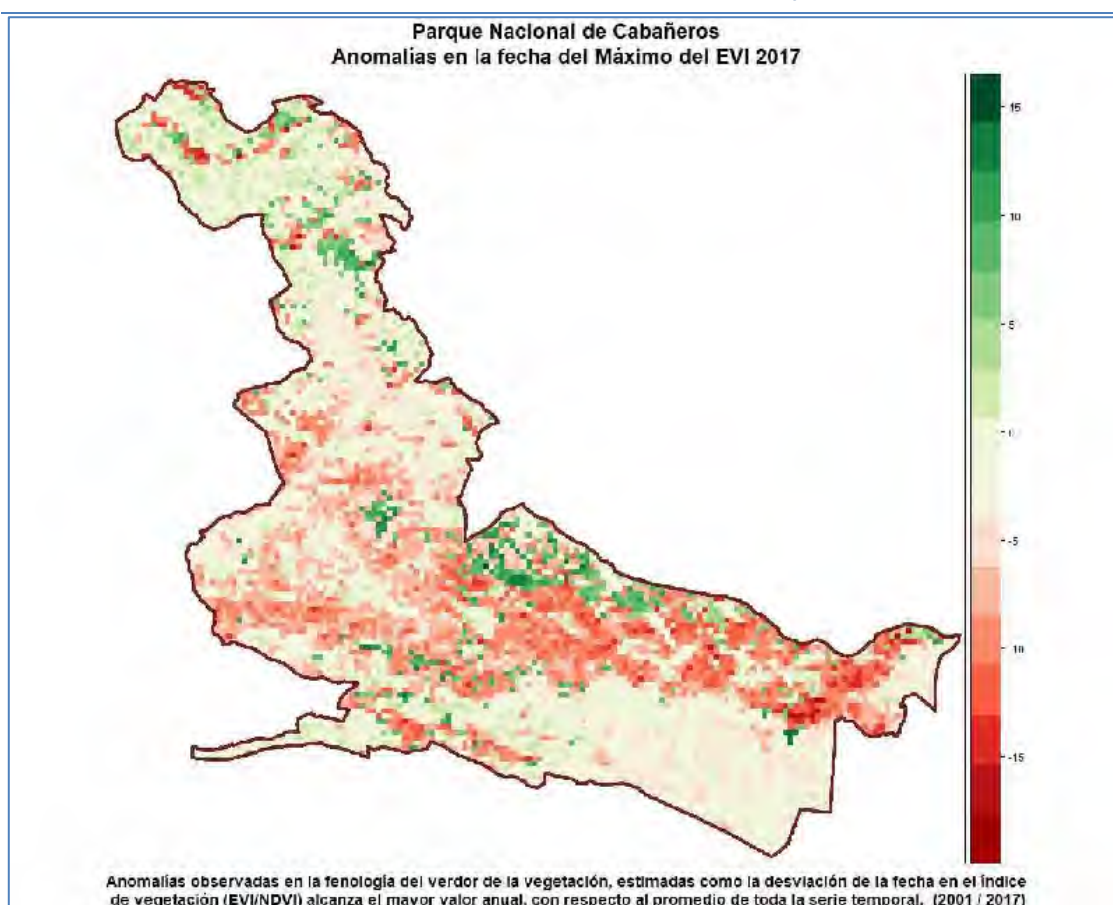 Parque Nacional de Cabañeros
Anomalías en la fecha del Máximo del EVI 2017
15
10
5
0
-5
-10
-15
Anomalías observadas en la fenología del verdor de la vegetación, estimadas como la desviación de la fecha en el índice
de vegetación (EVI/NDVI) alcanza el mayor valor anual, con respecto al promedio de toda la serie temporal. (2001 / 2017)